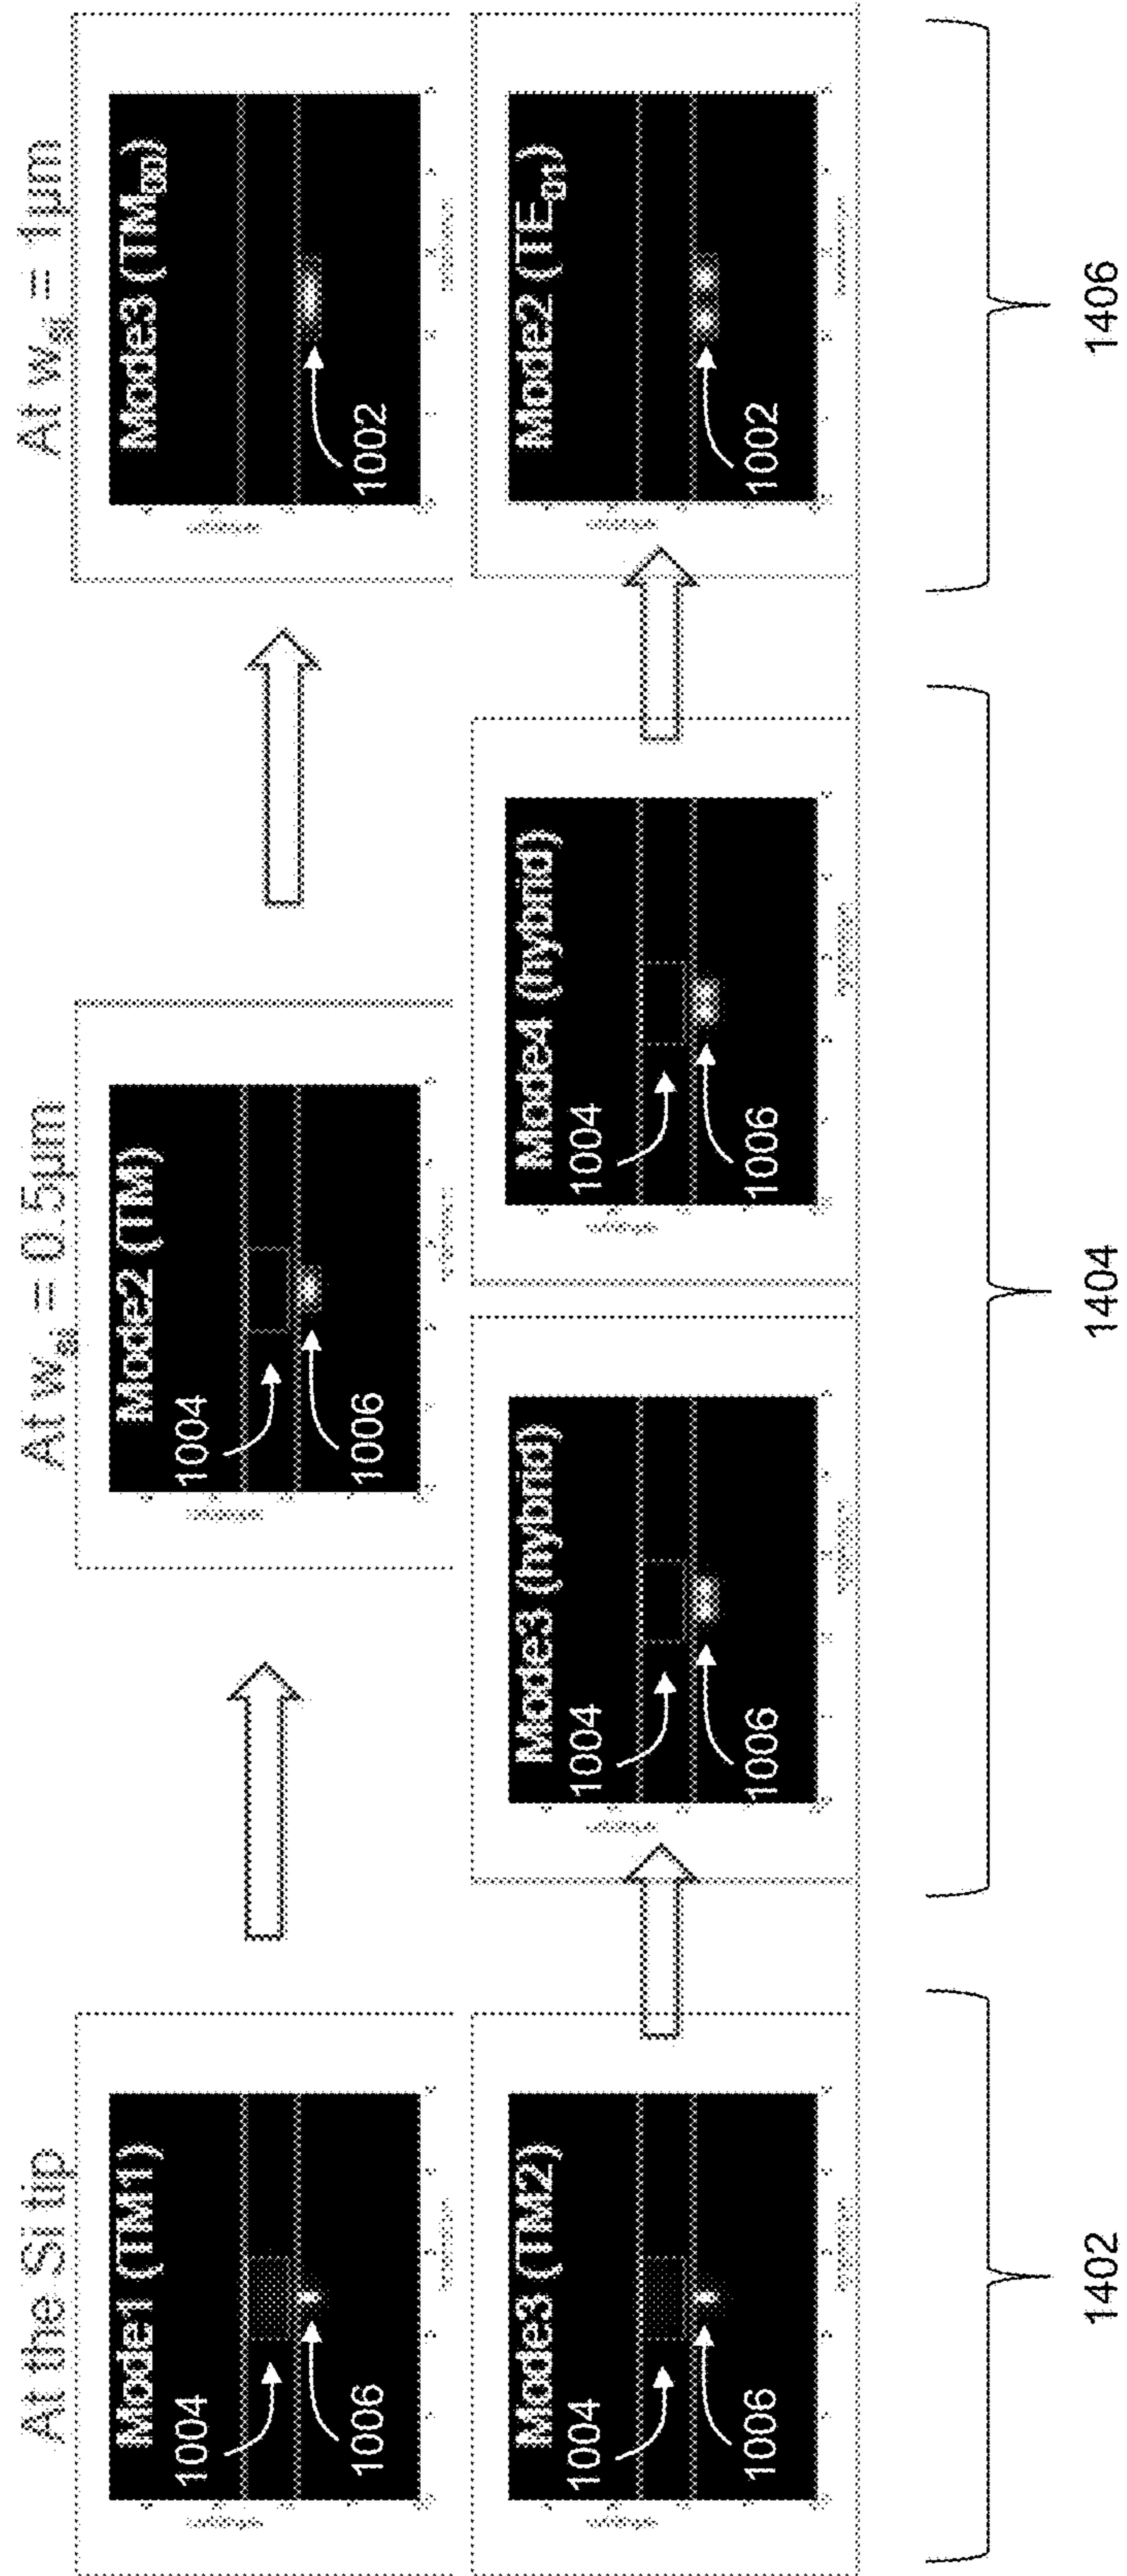 At the Si tip
At w_si = 0.5μm
At w_si = 1μm
Mode1 (TM1)
1004
1006
Mode2 (TM)
1004
1006
Mode3 (TM₀₀)
1002
Mode3 (TM2)
1004
1006
Mode3 (hybrid)
1004
1006
Mode4 (hybrid)
1004
1006
Mode2 (TE₀₁)
1002
1402
1404
1406